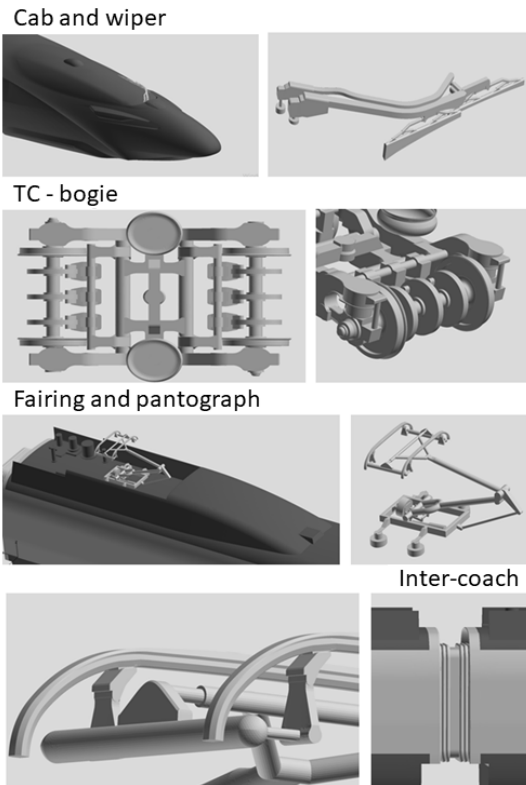 Cab and wiper
TC - bogie
Fairing and pantograph
Inter-coach